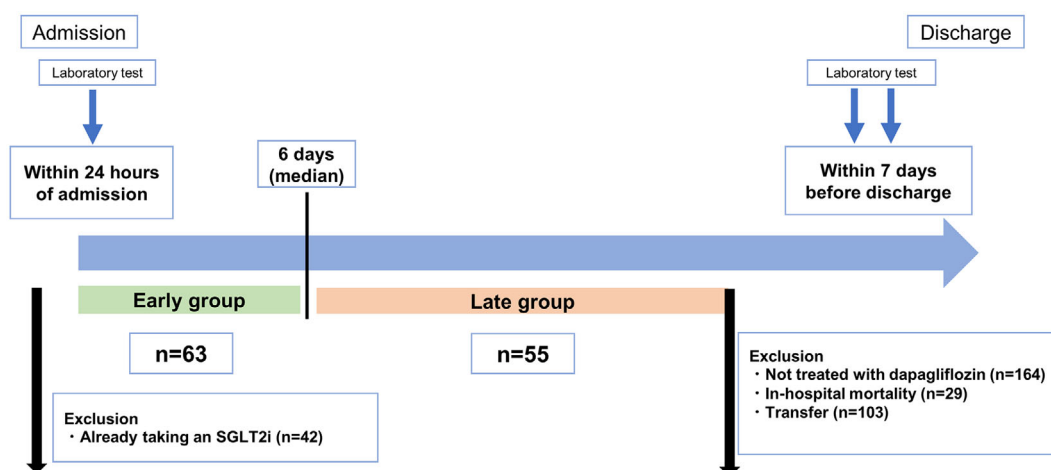 Admission
Discharge
Laboratory test
Laboratory test
Within 24 hours
of admission
6 days
(median)
Within 7 days
before discharge
Early group
Late group
n=63
n=55
Exclusion
・Already taking an SGLT2i (n=42)
Exclusion
・Not treated with dapagliflozin (n=164)
・In-hospital mortality (n=29)
・Transfer (n=103)